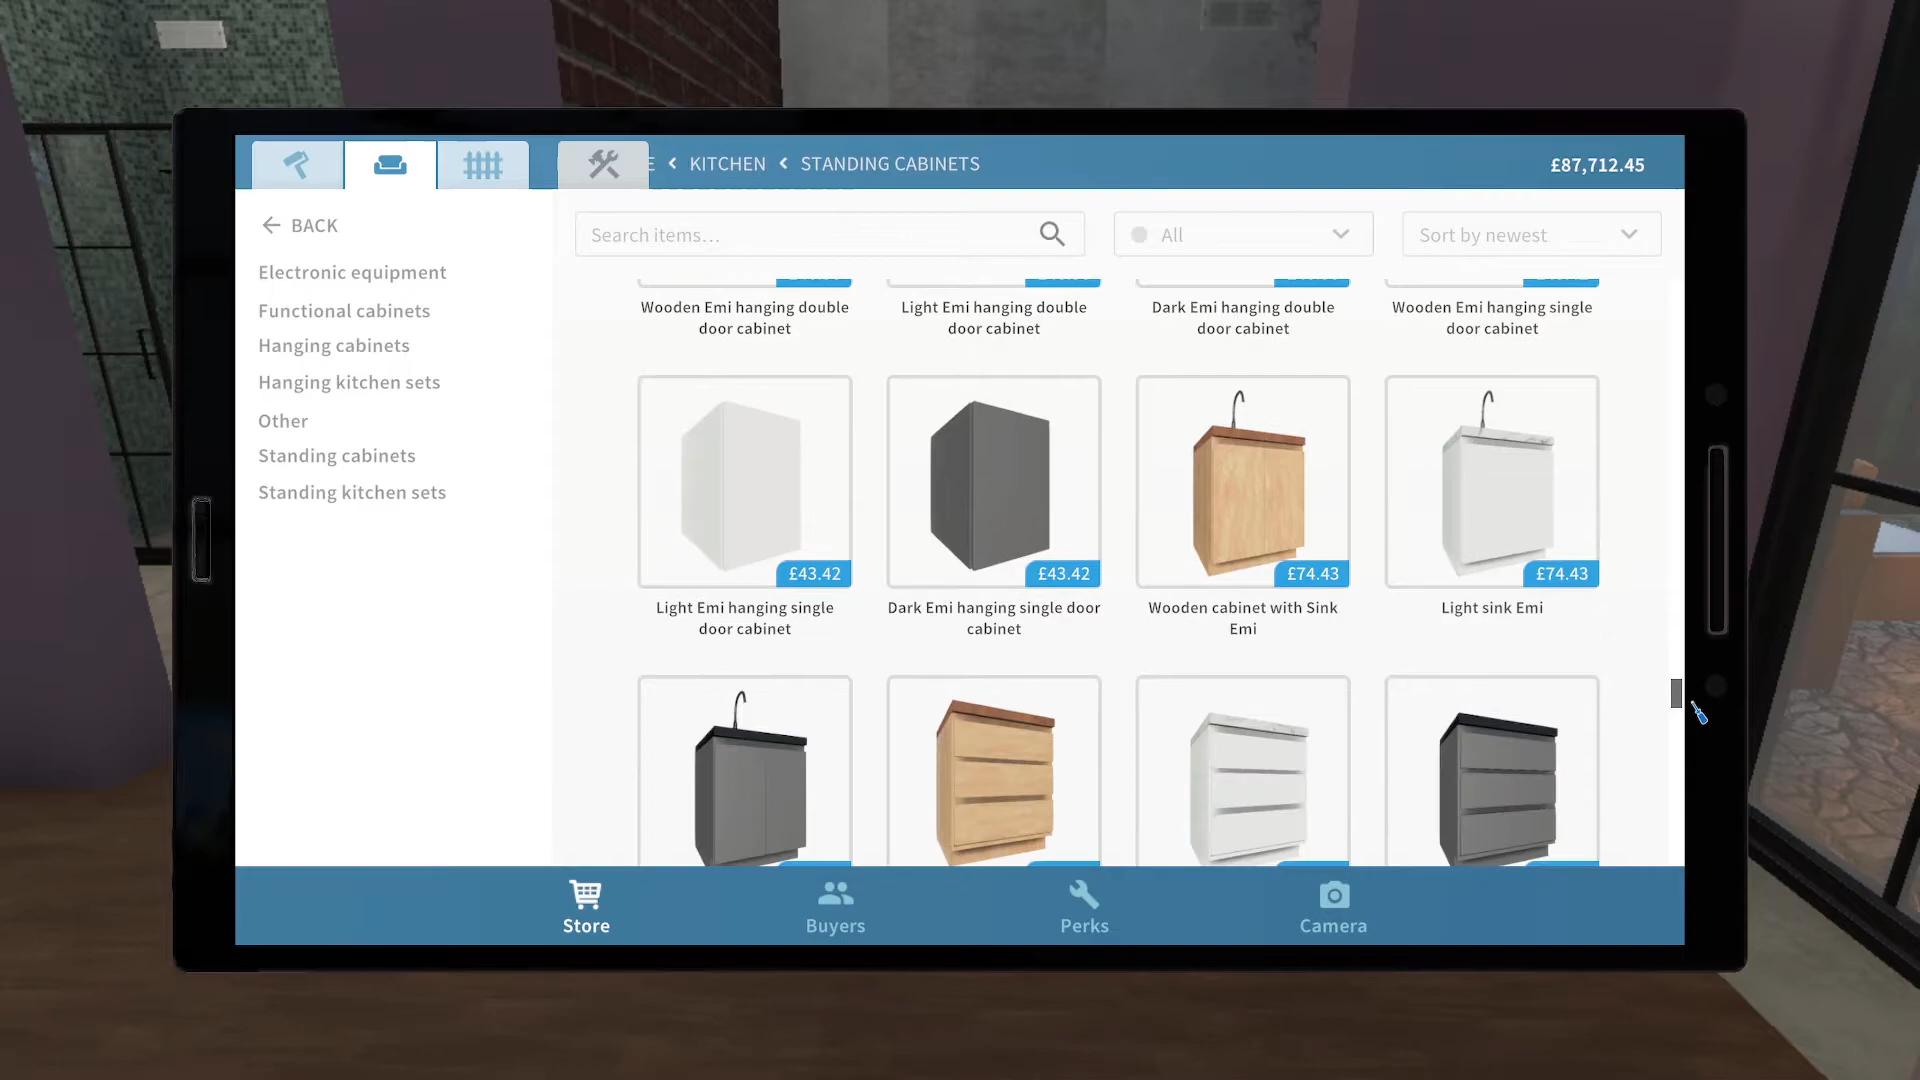 E < KITCHEN < STANDING CABINETS
£87,712.45
BACK
Electronic equipment
Functional cabinets
Hanging cabinets
Hanging kitchen sets
Other
Standing cabinets
Standing kitchen sets
Search items...
All
Sort by newest
Wooden Emi hanging double
door cabinet
Light Emi hanging double
door cabinet
Dark Emi hanging double
door cabinet
Wooden Emi hanging single
door cabinet
£43.42
Light Emi hanging single
door cabinet
£43.42
Dark Emi hanging single door
cabinet
£74.43
Wooden cabinet with Sink
Emi
£74.43
Light sink Emi
Store
Buyers
Perks
Camera